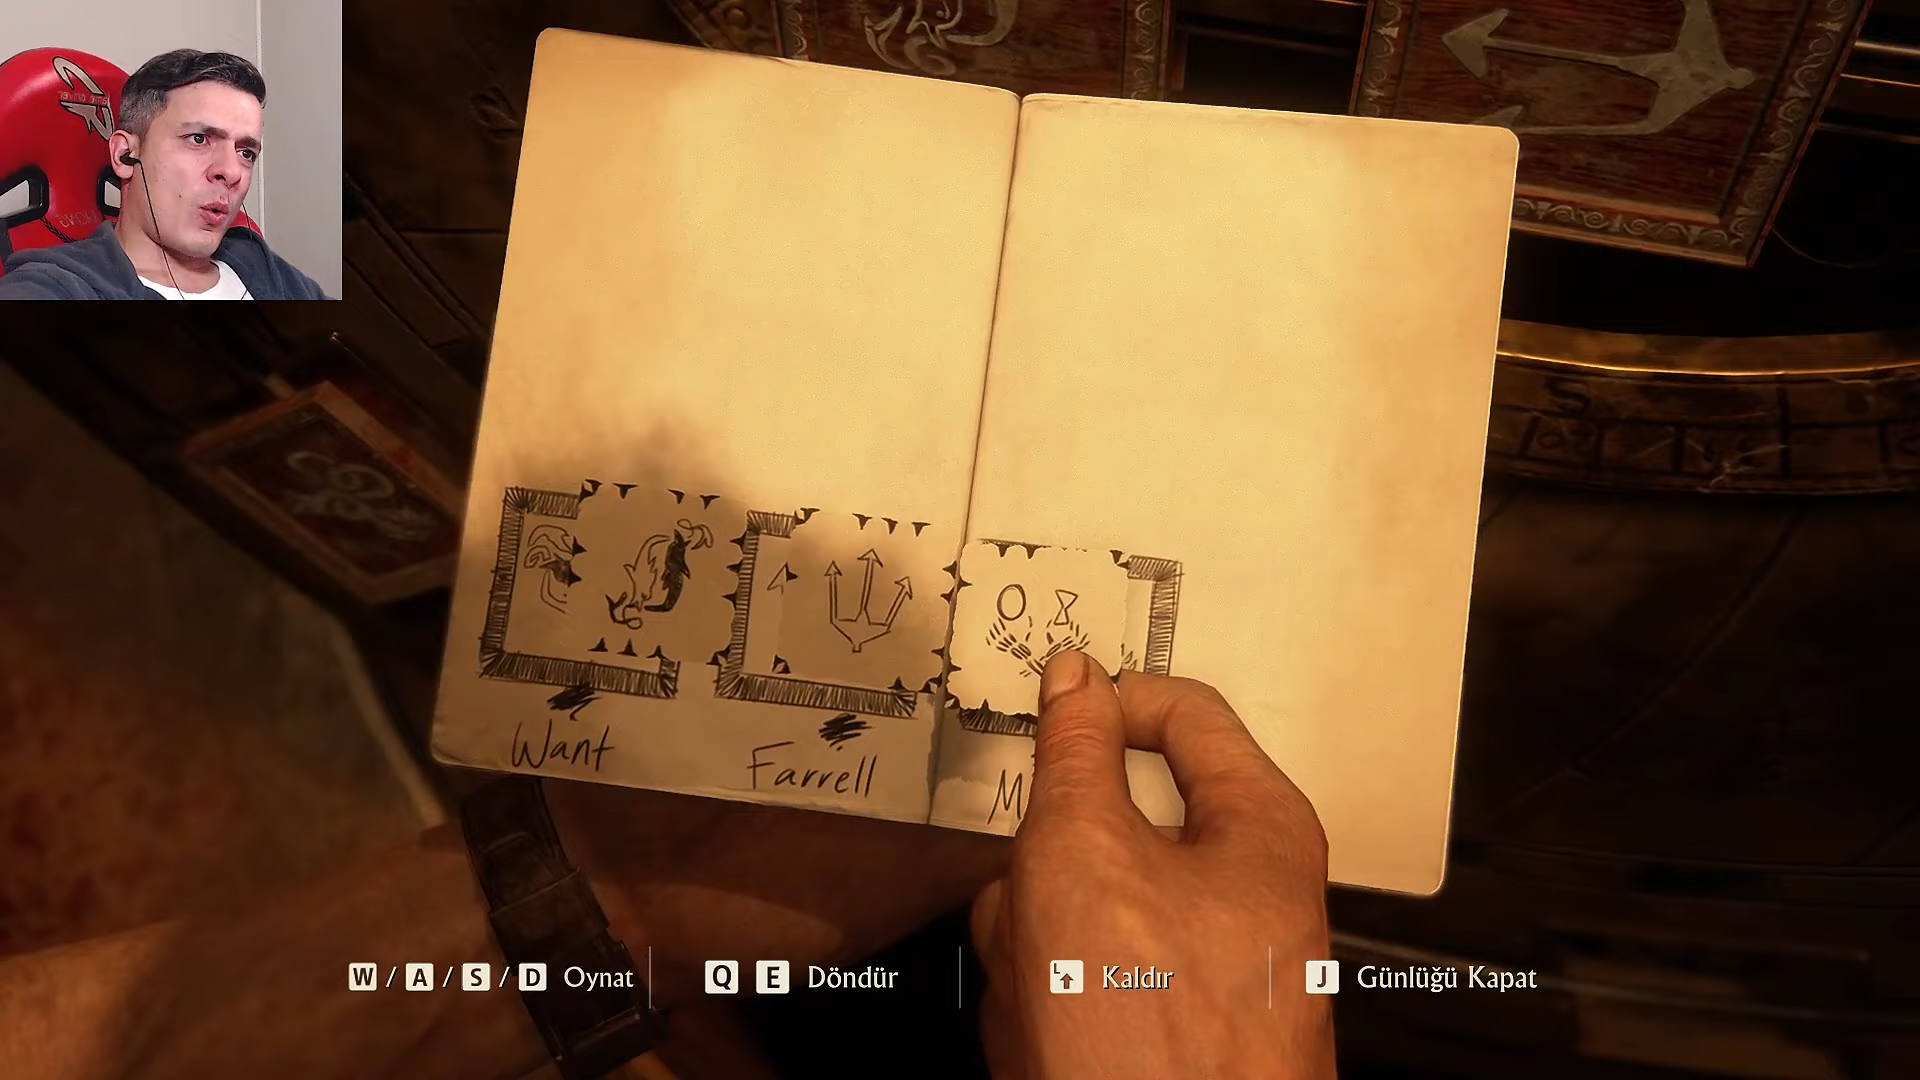 Want
Farrell
M
W / A / S / D Oynat
Q E Döndür
L Kaldır
J Günlüğü Kapat